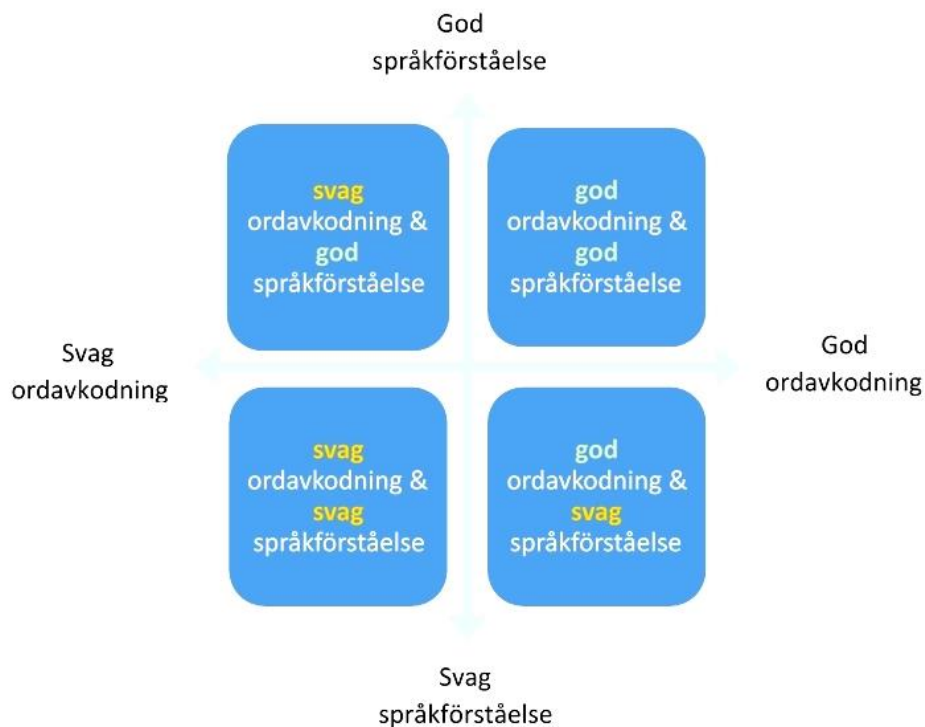 God
språkförståelse
svag
ordavkodning &
god
språkförståelse
god
ordavkodning &
god
språkförståelse
Svag
ordavkodning
God
ordavkodning
svag
ordavkodning &
svag
språkförståelse
god
ordavkodning &
svag
språkförståelse
Svag
språkförståelse